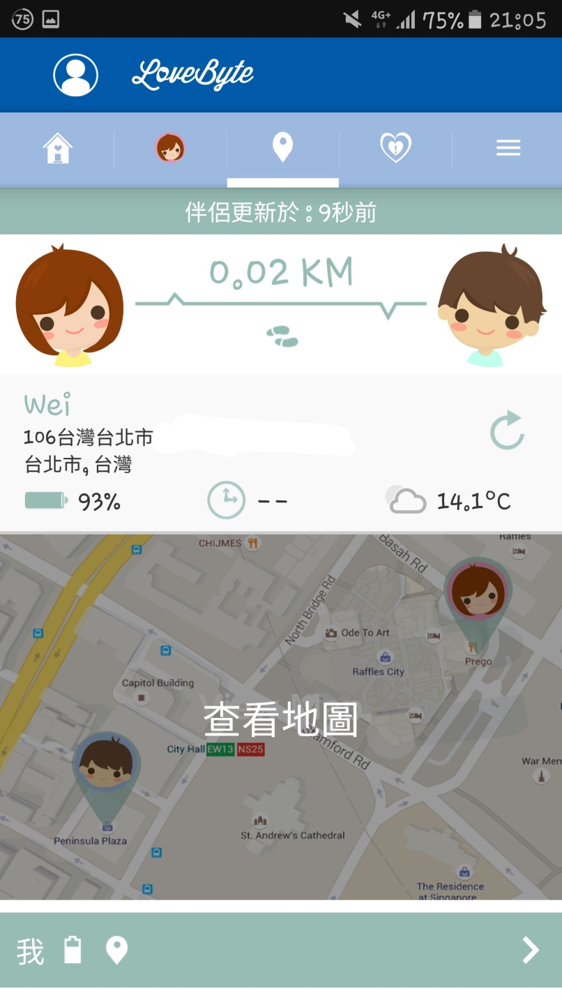 75
4G+ 75% 21:05
LoveByte
伴侶更新於 : 9秒前
0.02 KM
Wei
106台灣台北市
台北市, 台灣
93% -- 14.1°C
CHIJMES
Basah Rd
Raffles
North Bridge Rd
Ode To Art
Raffles City
Prego
Capitol Building
查看地圖
City Hall EW13 NS25
Stamford Rd
War Mem
St. Andrew's Cathedral
Peninsula Plaza
The Residence
at Singapore
我